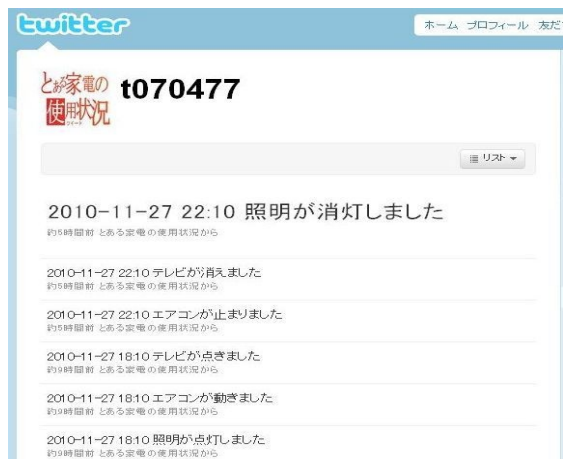 twitter
ホーム プロフィール 友だ
とある家電の
使用状況
ツイート
t070477
リスト
2010-11-27 22:10 照明が消灯しました
約5時間前 とある家電の使用状況から
2010-11-27 22:10 テレビが消えました
約5時間前 とある家電の使用状況から
2010-11-27 22:10 エアコンが止まりました
約5時間前 とある家電の使用状況から
2010-11-27 18:10 テレビが点きました
約9時間前 とある家電の使用状況から
2010-11-27 18:10 エアコンが動きました
約9時間前 とある家電の使用状況から
2010-11-27 18:10 照明が点灯しました
約9時間前 とある家電の使用状況から